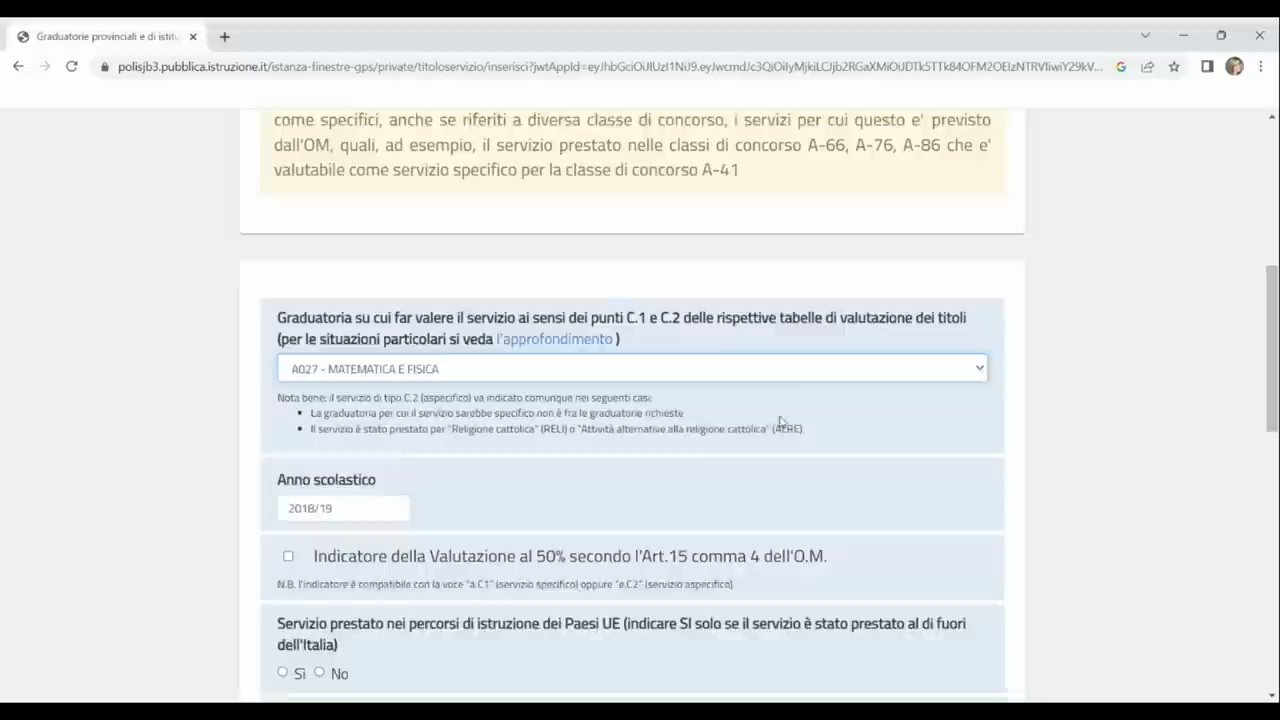 Graduatorie provinciali e di istitu
polisjb3.pubblica.istruzione.it/istanza-finestre-gps/private/titoloservizio/inserisci?jwtAppId=
come specifici, anche se riferiti a diversa classe di concorso, i servizi per cui questo e' previsto
dall'OM, quali, ad esempio, il servizio prestato nelle classi di concorso A-66, A-76, A-86 che e'
valutabile come servizio specifico per la classe di concorso A-41
Graduatoria su cui far valere il servizio ai sensi dei punti C.1 e C.2 delle rispettive tabelle di valutazione dei titoli
(per le situazioni particolari si veda l'approfondimento )
A027 - MATEMATICA E FISICA
Nota bene: il servizio di tipo C.2 (aspecifico) va indicato comunque nei seguenti casi:
La graduatoria per cui il servizio sarebbe specifico non è fra le graduatorie richieste
Il servizio è stato prestato per "Religione cattolica" (RELI) o "Attività alternative alla religione cattolica" (AERE).
Anno scolastico
2018/19
Indicatore della Valutazione al 50% secondo l'Art.15 comma 4 dell'O.M.
N.B. l'indicatore è compatibile con la voce "a.C1" (servizio specifico) oppure "a.C2" (servizio aspecifico).
Servizio prestato nei percorsi di istruzione dei Paesi UE (indicare SI solo se il servizio è stato prestato al di fuori
dell'Italia)
Sì No